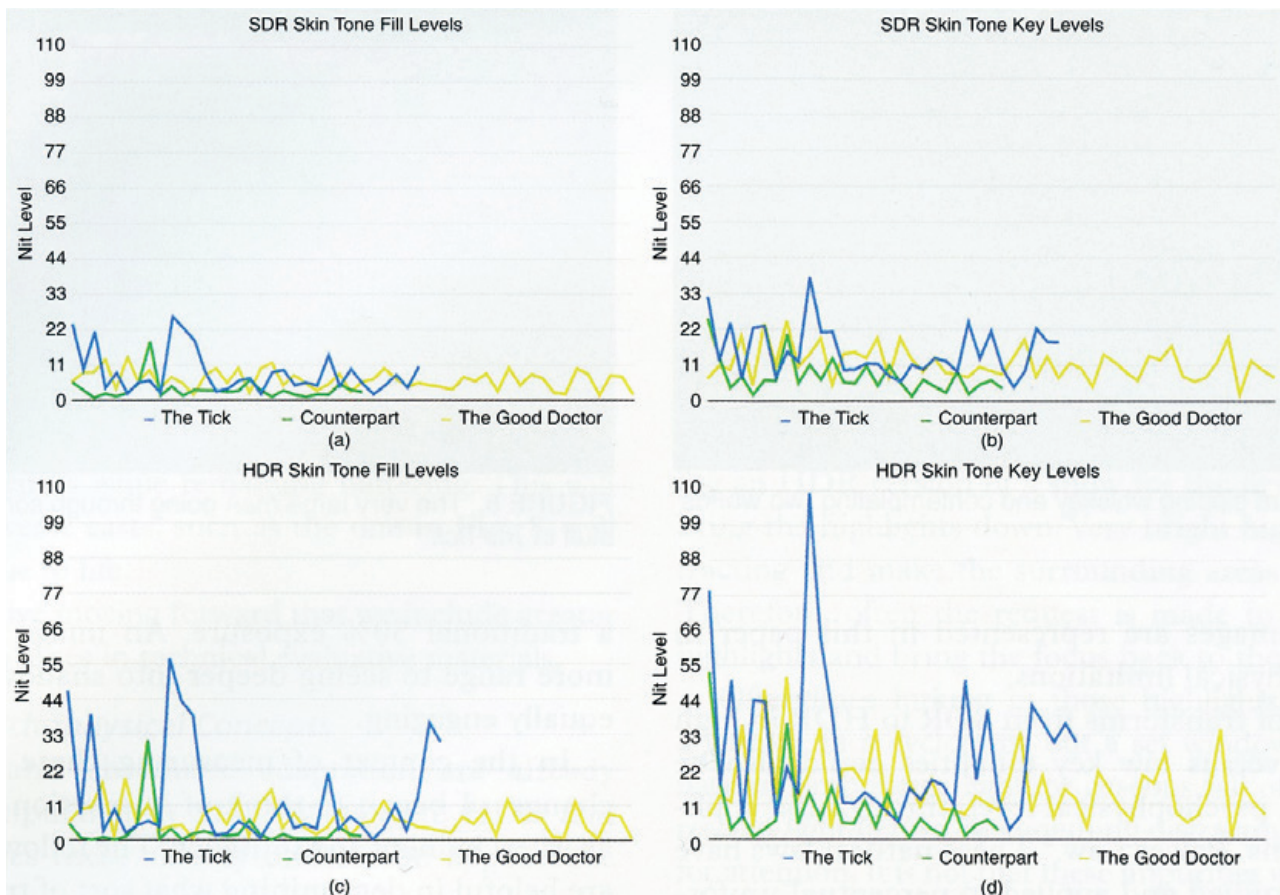 SDR Skin Tone Fill Levels
110
99
88
77
66
55
44
33
22
11
0
Nit Level
The Tick
Counterpart
The Good Doctor
(a)
SDR Skin Tone Key Levels
110
99
88
77
66
55
44
33
22
11
0
Nit Level
The Tick
Counterpart
The Good Doctor
(b)
HDR Skin Tone Fill Levels
110
99
88
77
66
55
44
33
22
11
0
Nit Level
The Tick
Counterpart
The Good Doctor
(c)
HDR Skin Tone Key Levels
110
99
88
77
66
55
44
33
22
11
0
Nit Level
The Tick
Counterpart
The Good Doctor
(d)